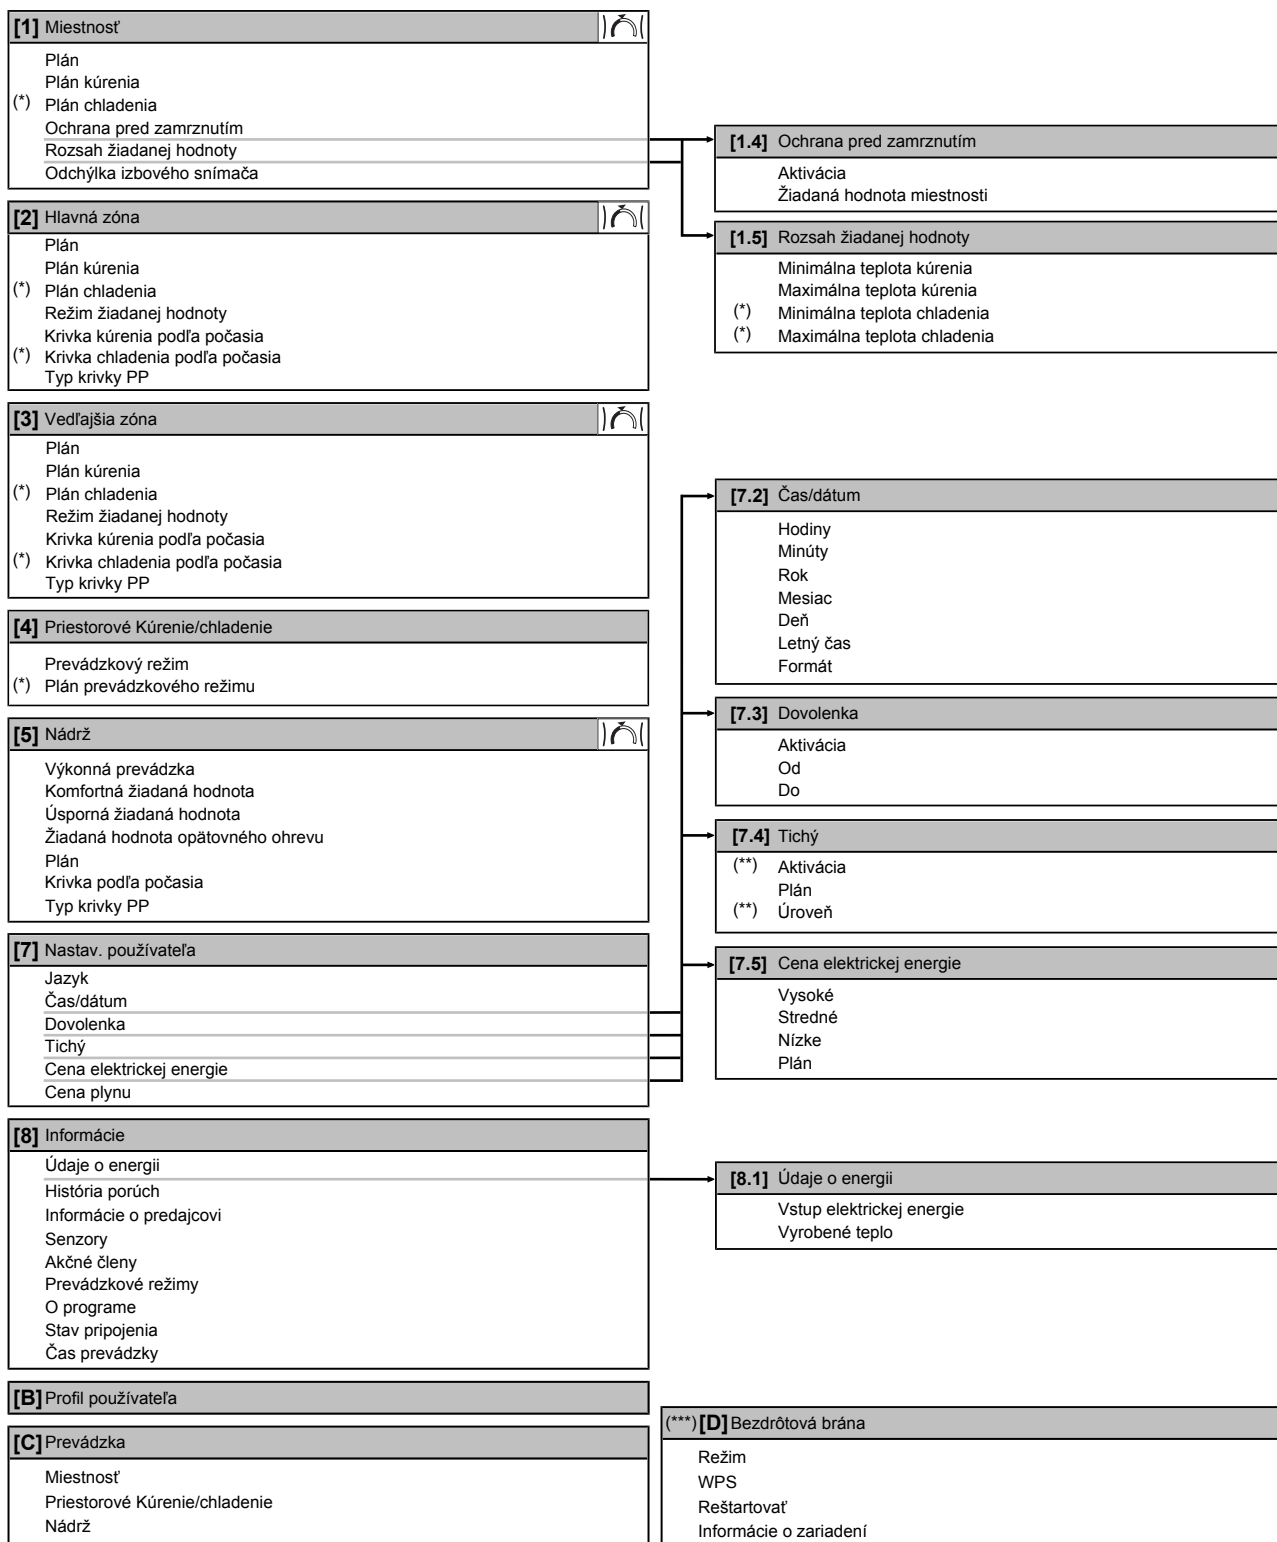 [1] Miestnosť
Plán
Plán kúrenia
(*) Plán chladenia
Ochrana pred zamrznutím
Rozsah žiadanej hodnoty
Odchýlka izbového snímača
[1.4] Ochrana pred zamrznutím
Aktivácia
Žiadaná hodnota miestnosti
[1.5] Rozsah žiadanej hodnoty
Minimálna teplota kúrenia
Maximálna teplota kúrenia
(*) Minimálna teplota chladenia
(*) Maximálna teplota chladenia
[2] Hlavná zóna
Plán
Plán kúrenia
(*) Plán chladenia
Režim žiadanej hodnoty
Krivka kúrenia podľa počasia
(*) Krivka chladenia podľa počasia
Typ krivky PP
[3] Vedľajšia zóna
Plán
Plán kúrenia
(*) Plán chladenia
Režim žiadanej hodnoty
Krivka kúrenia podľa počasia
(*) Krivka chladenia podľa počasia
Typ krivky PP
[4] Priestorové Kúrenie/chladenie
Prevádzkový režim
(*) Plán prevádzkového režimu
[5] Nádrž
Výkonná prevádzka
Komfortná žiadaná hodnota
Úsporná žiadaná hodnota
Žiadaná hodnota opätovného ohrevu
Plán
Krivka podľa počasia
Typ krivky PP
[7] Nastav. používateľa
Jazyk
Čas/dátum
Dovolenka
Tichý
Cena elektrickej energie
Cena plynu
[7.2] Čas/dátum
Hodiny
Minúty
Rok
Mesiac
Deň
Letný čas
Formát
[7.3] Dovolenka
Aktivácia
Od
Do
[7.4] Tichý
(**) Aktivácia
Plán
(**) Úroveň
[7.5] Cena elektrickej energie
Vysoké
Stredné
Nízke
Plán
[8] Informácie
Údaje o energii
História porúch
Informácie o predajcovi
Senzory
Akčné členy
Prevádzkové režimy
O programe
Stav pripojenia
Čas prevádzky
[8.1] Údaje o energii
Vstup elektrickej energie
Vyrobené teplo
[B] Profil používateľa
[C] Prevádzka
Miestnosť
Priestorové Kúrenie/chladenie
Nádrž
(***) [D] Bezdrôtová brána
Režim
WPS
Reštartovať
Informácie o zariadení